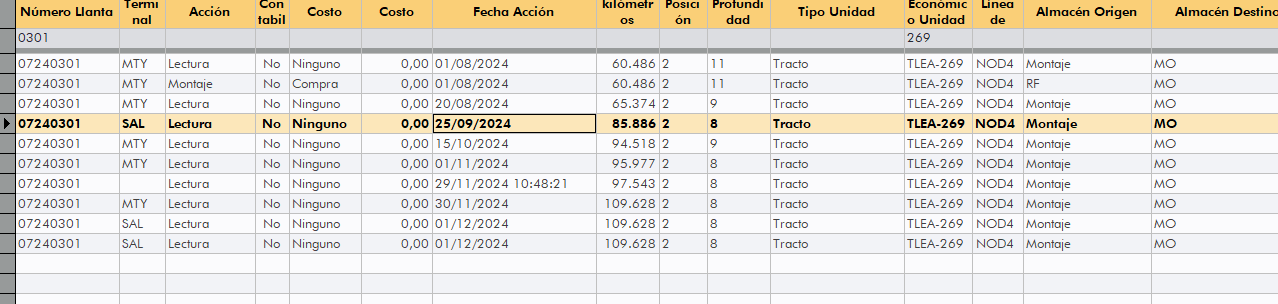 Número Llanta Terminal Acción Contabil Costo Costo Fecha Acción kilómetros Posición Profundidad Tipo Unidad Económico Unidad Línea de Almacén Origen Almacén Destino
0301 269
07240301 MTY Lectura No Ninguno 0,00 01/08/2024 60.486 2 11 Tracto TLEA-269 NOD4 Montaje MO
07240301 MTY Montaje No Compra 0,00 01/08/2024 60.486 2 11 Tracto TLEA-269 NOD4 RF MO
07240301 MTY Lectura No Ninguno 0,00 20/08/2024 65.374 2 9 Tracto TLEA-269 NOD4 Montaje MO
07240301 SAL Lectura No Ninguno 0,00 25/09/2024 85.886 2 8 Tracto TLEA-269 NOD4 Montaje MO
07240301 MTY Lectura No Ninguno 0,00 15/10/2024 94.518 2 9 Tracto TLEA-269 NOD4 Montaje MO
07240301 MTY Lectura No Ninguno 0,00 01/11/2024 95.977 2 8 Tracto TLEA-269 NOD4 Montaje MO
07240301 Lectura No Ninguno 0,00 29/11/2024 10:48:21 97.543 2 8 Tracto TLEA-269 NOD4 Montaje MO
07240301 MTY Lectura No Ninguno 0,00 30/11/2024 109.628 2 8 Tracto TLEA-269 NOD4 Montaje MO
07240301 SAL Lectura No Ninguno 0,00 01/12/2024 109.628 2 8 Tracto TLEA-269 NOD4 Montaje MO
07240301 SAL Lectura No Ninguno 0,00 01/12/2024 109.628 2 8 Tracto TLEA-269 NOD4 Montaje MO